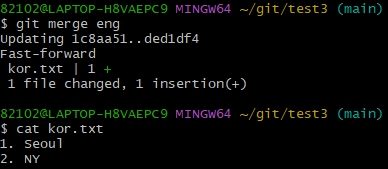 82102@LAPTOP-H8VAEPC9 MINGW64 ~/git/test3 (main)
$ git merge eng
Updating 1c8aa51..ded1df4
Fast-forward
 kor.txt | 1 +
 1 file changed, 1 insertion(+)

82102@LAPTOP-H8VAEPC9 MINGW64 ~/git/test3 (main)
$ cat kor.txt
1. Seoul
2. NY